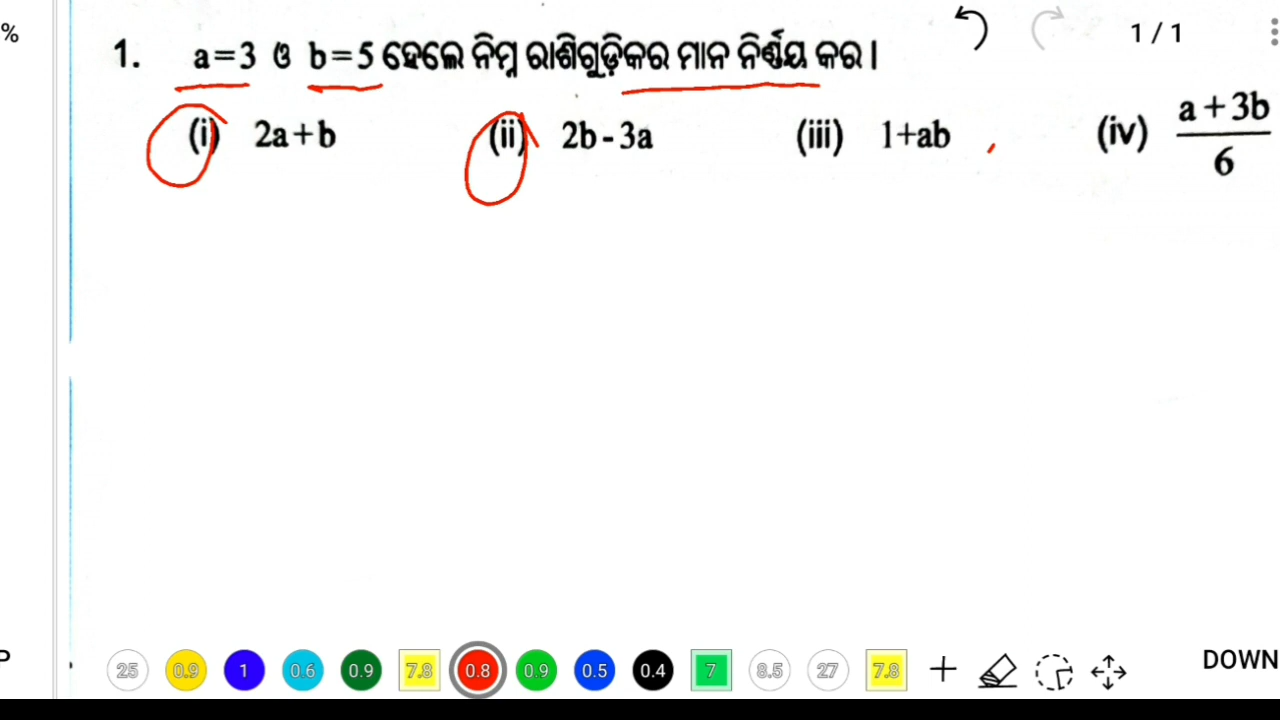 %
1 / 1
1. a=3 ଓ b=5 ହେଲେ ନିମ୍ନ ରାଶିଗୁଡ଼ିକର ମାନ ନିର୍ଣ୍ଣୟ କର।
(i) 2a+b (ii) 2b-3a (iii) 1+ab (iv) a+3b
6
25 0.9 1 0.6 0.9 7.8 0.8 0.9 0.5 0.4 7 8.5 27 7.8 DOWN